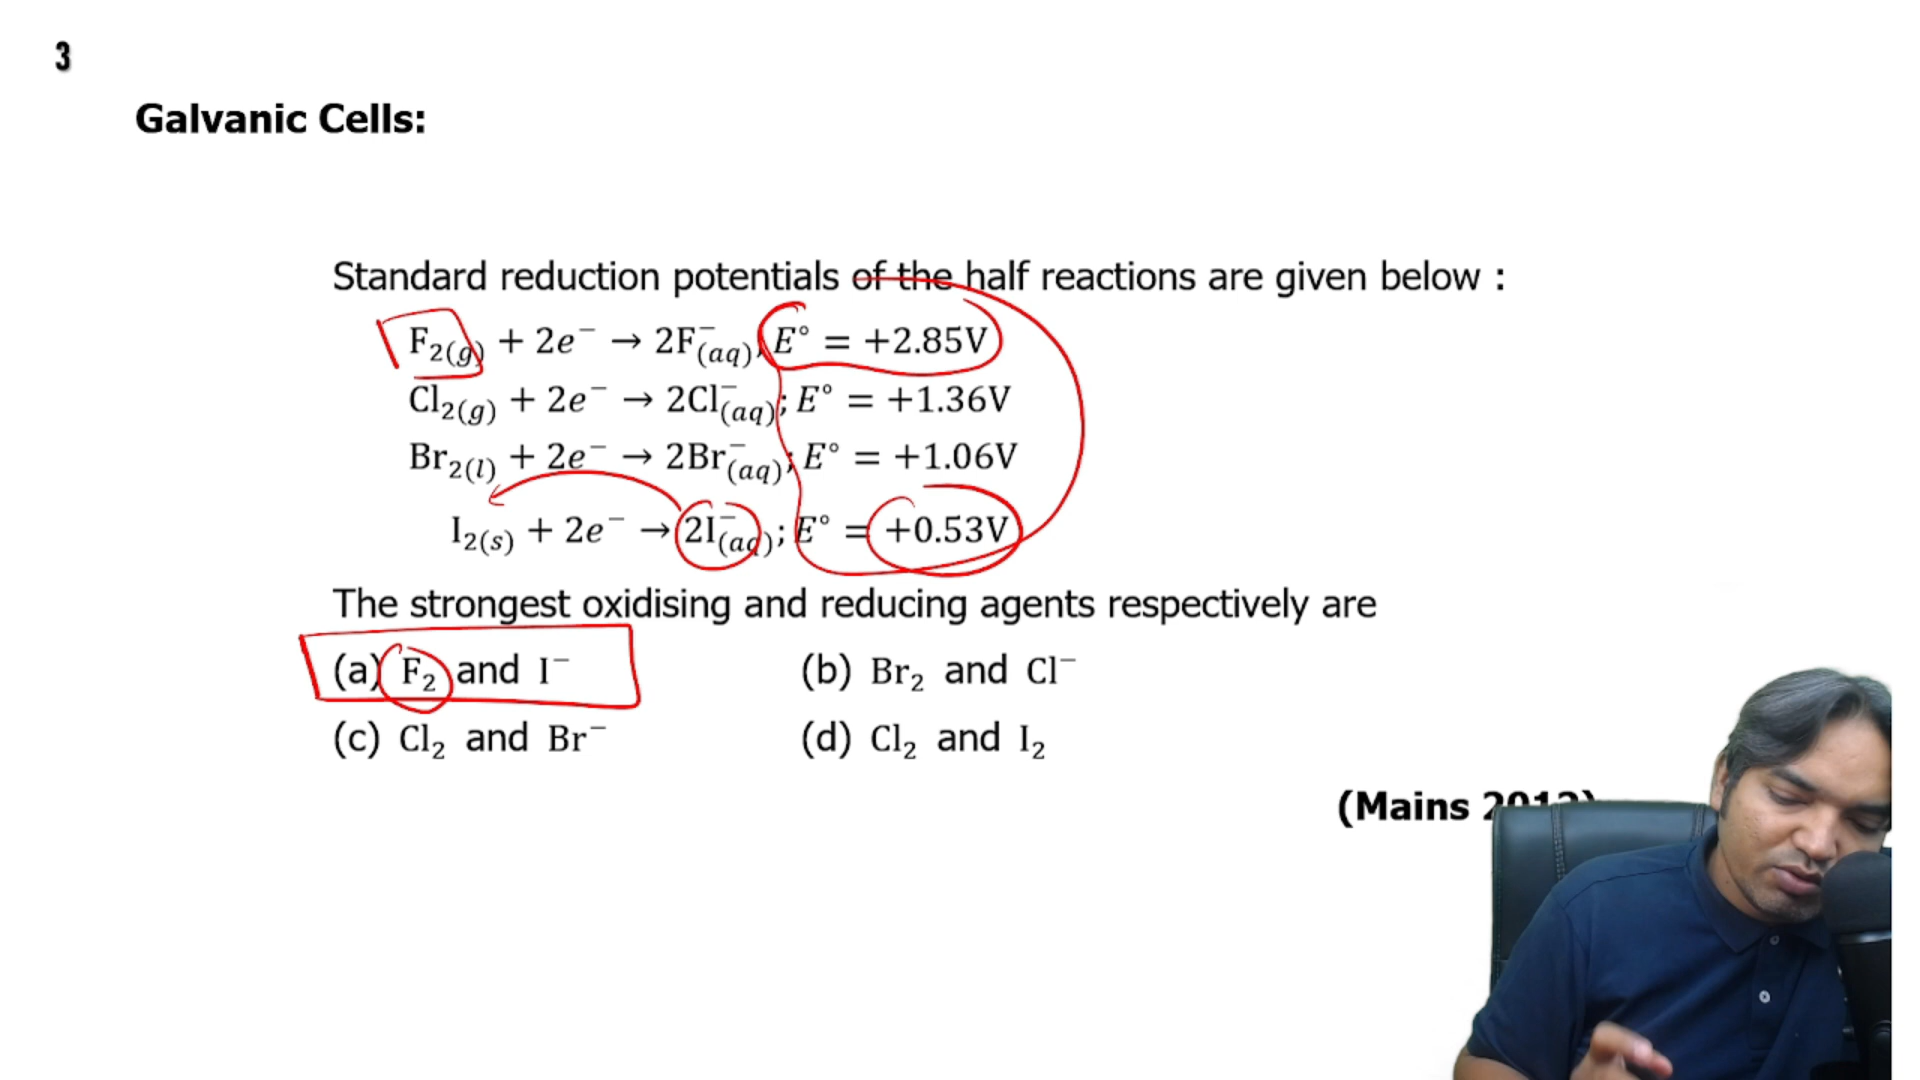 3
Galvanic Cells:
Standard reduction potentials of the half reactions are given below :
F₂₍g₎ + 2e⁻ → 2F⁻₍aq₎; E° = +2.85V
Cl₂₍g₎ + 2e⁻ → 2Cl⁻₍aq₎; E° = +1.36V
Br₂₍l₎ + 2e⁻ → 2Br⁻₍aq₎; E° = +1.06V
I₂₍s₎ + 2e⁻ → 2I⁻₍aq₎; E° = +0.53V
The strongest oxidising and reducing agents respectively are
(a) F₂ and I⁻ (b) Br₂ and Cl⁻
(c) Cl₂ and Br⁻ (d) Cl₂ and I₂
(Mains